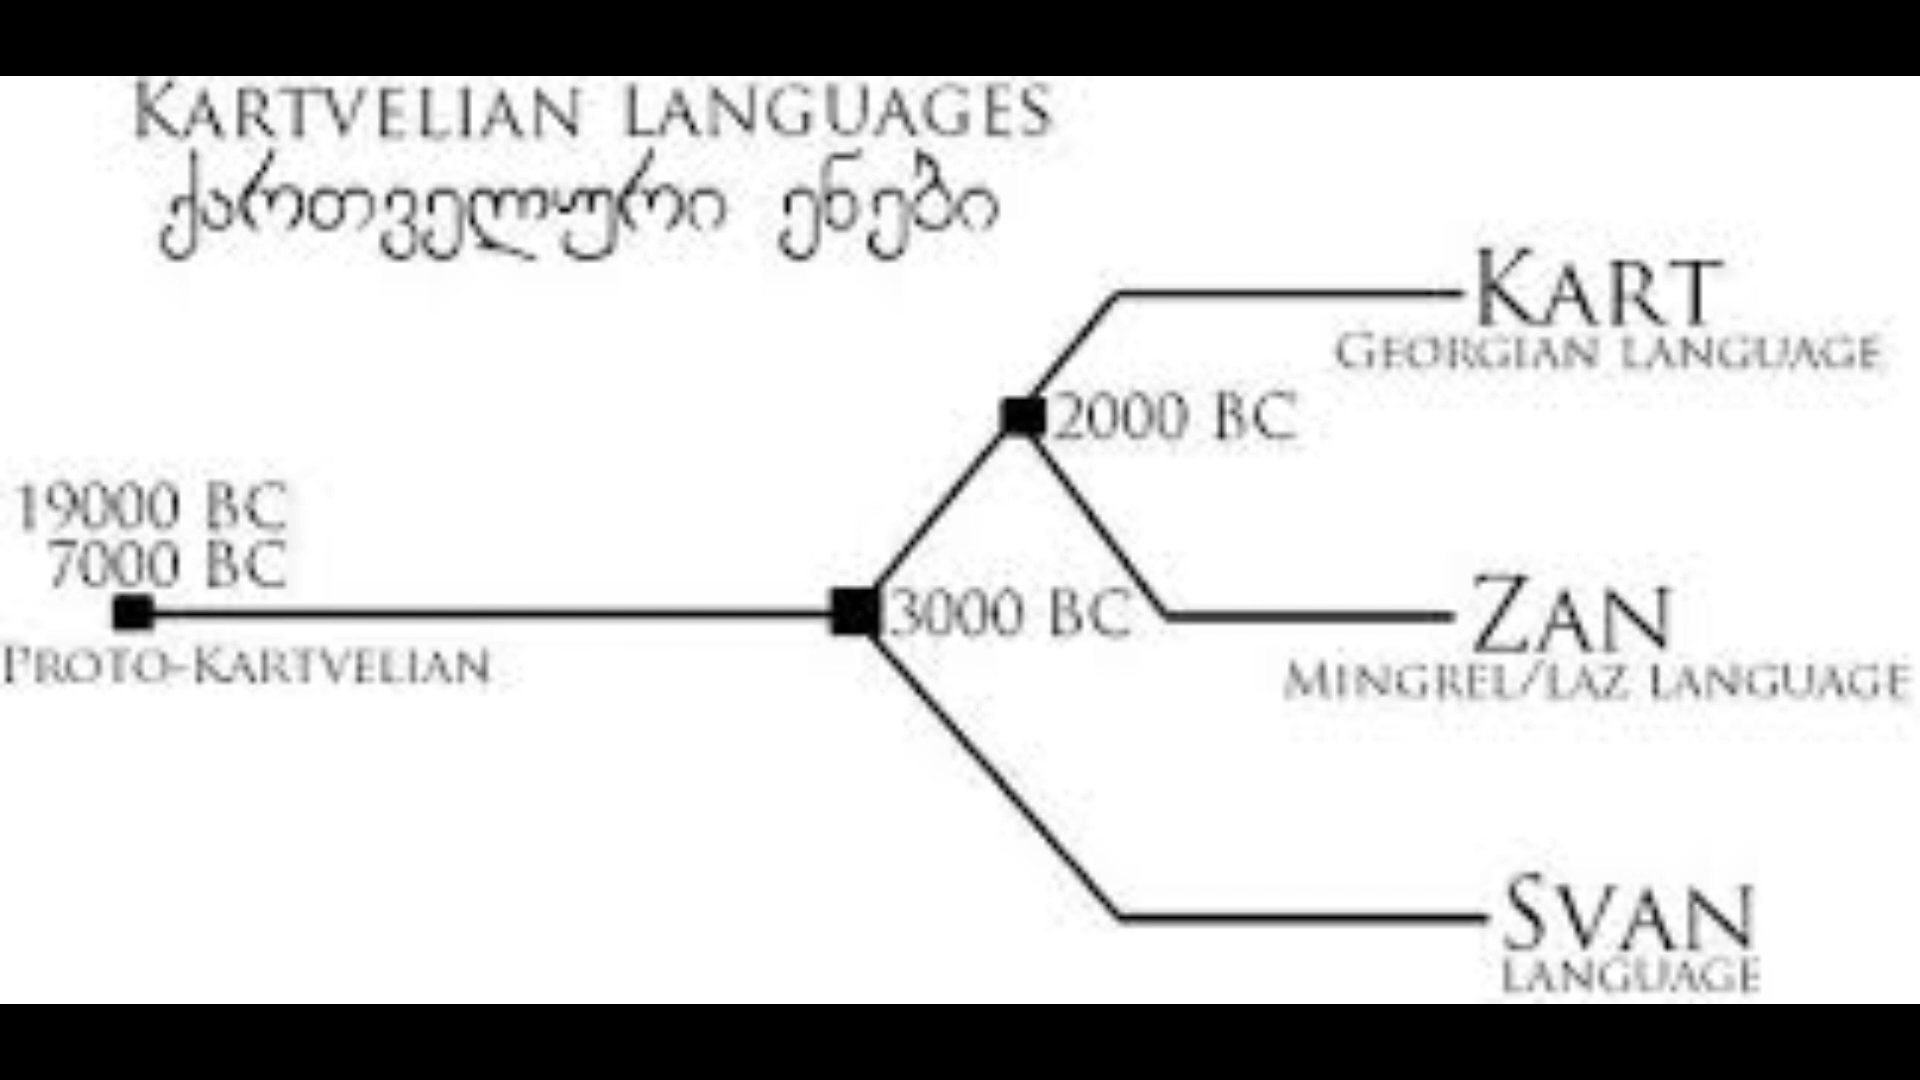 KARTVELIAN LANGUAGES
ქართველური ენები
KART
GEORGIAN LANGUAGE
2000 BC
19000 BC
7000 BC
3000 BC
PROTO-KARTVELIAN
ZAN
MINGREL/LAZ LANGUAGE
SVAN
LANGUAGE